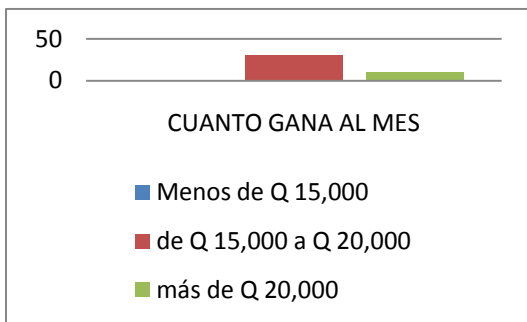 50
0
CUANTO GANA AL MES
Menos de Q 15,000
de Q 15,000 a Q 20,000
más de Q 20,000